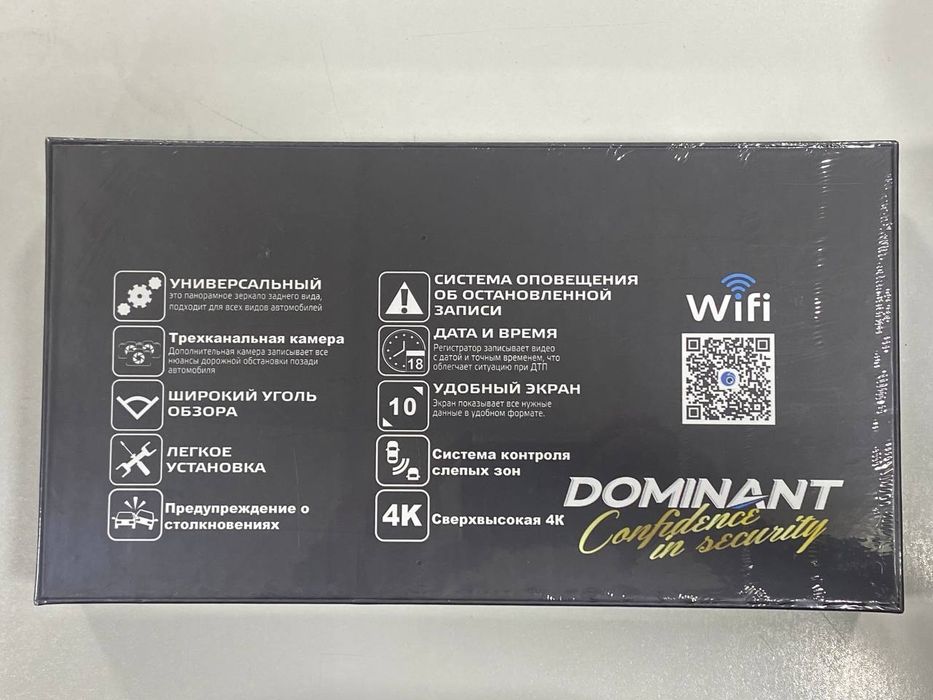 УНИВЕРСАЛЬНЫЙ
это панорамное зеркало заднего вида,
подходит для всех видов автомобилей
Трехканальная камера
Дополнительная камера записывает все
нюансы дорожной обстановки позади
автомобиля
ШИРОКИЙ УГОЛЬ
ОБЗОРА
ЛЕГКОЕ
УСТАНОВКА
Предупреждение о
столкновениях
СИСТЕМА ОПОВЕЩЕНИЯ
ОБ ОСТАНОВЛЕННОЙ
ЗАПИСИ
18
ДАТА И ВРЕМЯ
Регистратор записывает видео
с датой и точным временем, что
облегчает ситуацию при ДТП
10
УДОБНЫЙ ЭКРАН
Экран показывает все нужные
данные в удобном формате.
Система контроля
слепых зон
4K
Сверхвысокая 4К
Wifi
DOMINANT
Confidence
in security